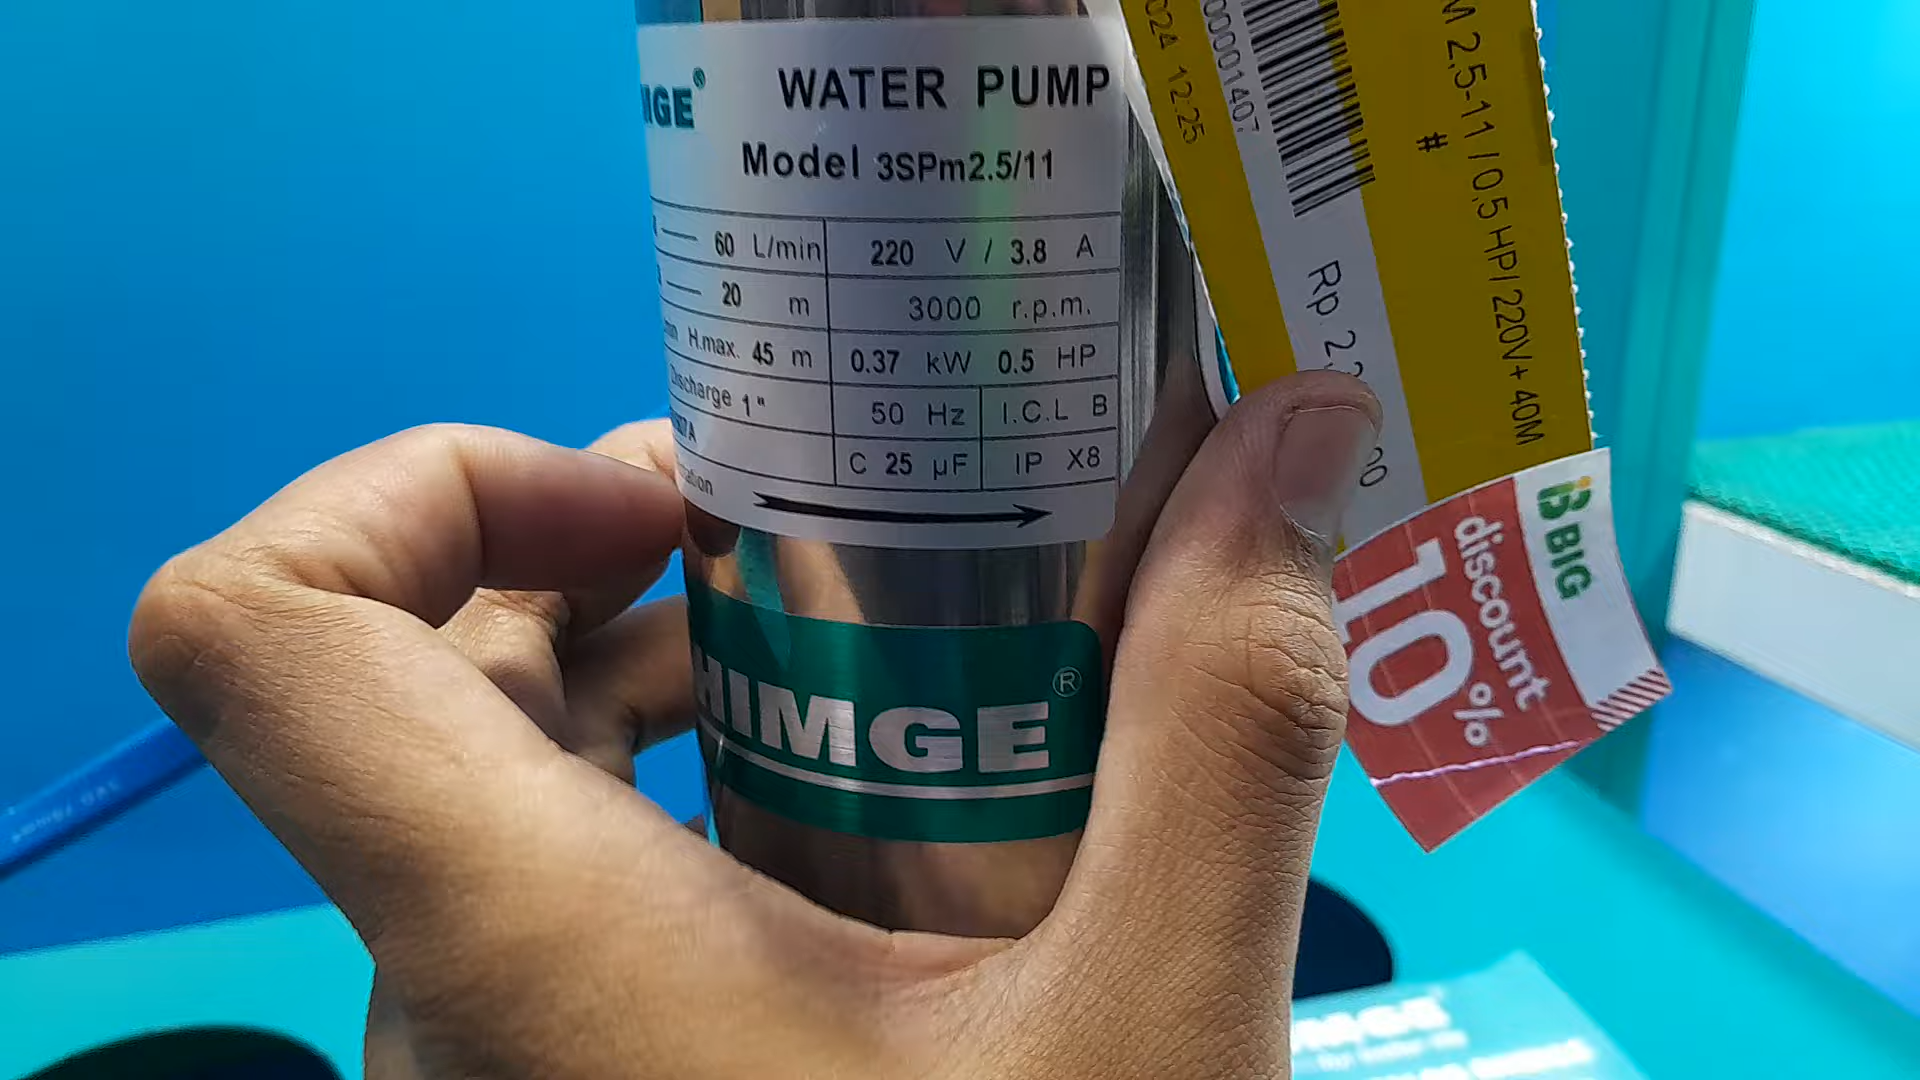 WATER PUMP
Model 3SPm2.5/11
60 L/min
220 V / 3.8 A
20 m
3000 r.p.m.
H.max. 45 m
0.37 kW 0.5 HP
Discharge 1"
50 Hz
I.C.L B
C 25 μF
IP X8
HIMGE®
12:25
000001407
Rp.
2,5-11 / 0,5 HP/220V+ 40M
#
BIG
discount
10%